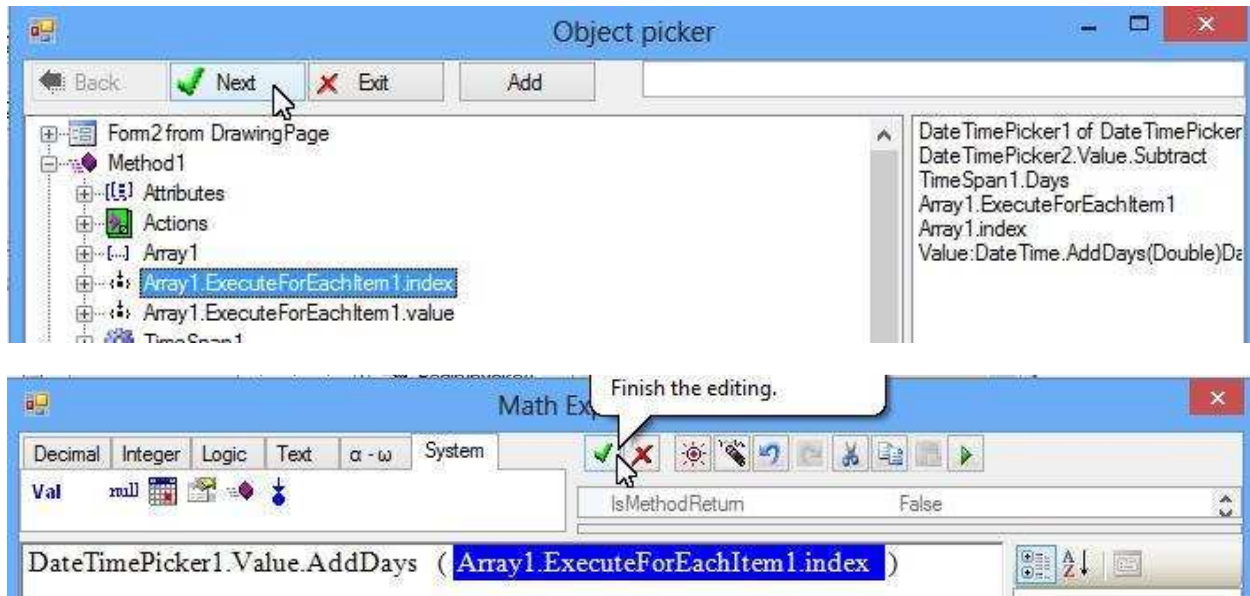 Object picker
Back Next Exit Add
Form2 from DrawingPage
Method1
Attributes
Actions
Array1
Array1.ExecuteForEachItem1.index
Array1.ExecuteForEachItem1.value
TimeSpan1
DateTimePicker1 of DateTimePicker
DateTimePicker2.Value.Subtract
TimeSpan1.Days
Array1.ExecuteForEachItem1
Array1.index
Value:DateTime.AddDays(Double)Da
Finish the editing.
Math Exp
Decimal Integer Logic Text α - ω System
Val null
IsMethodReturn False
DateTimePicker1.Value.AddDays ( Array1.ExecuteForEachItem1.index )